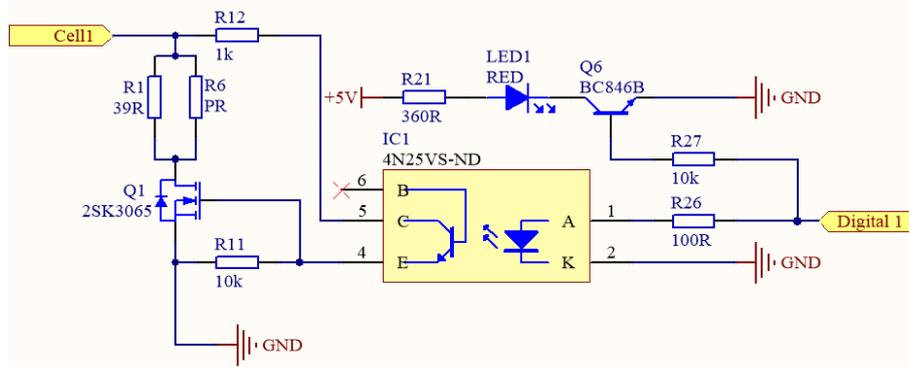 Cell1
R12
1k
R1
39R
R6
PR
Q1
2SK3065
R11
10k
GND
+5V
R21
360R
LED1
RED
Q6
BC846B
GND
IC1
4N25VS-ND
6
B
5
C
4
E
A
1
K
2
R27
10k
R26
100R
Digital 1
GND